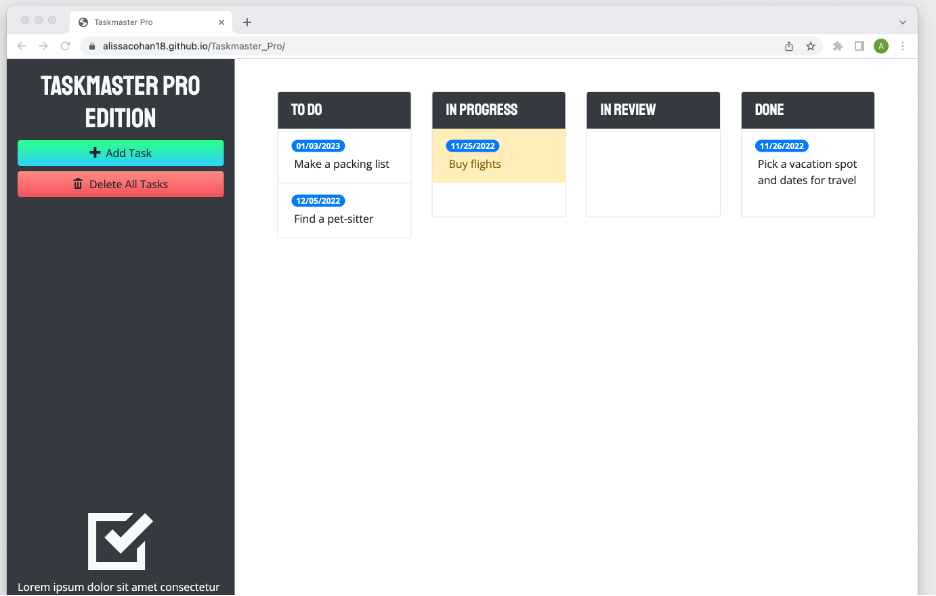 Taskmaster Pro
alissacohan18.github.io/Taskmaster_Pro/
A
TASKMASTER PRO
EDITION
Add Task
Delete All Tasks
TO DO
01/03/2023
Make a packing list
12/05/2022
Find a pet-sitter
IN PROGRESS
11/25/2022
Buy flights
IN REVIEW
DONE
11/26/2022
Pick a vacation spot
and dates for travel
Lorem ipsum dolor sit amet consectetur